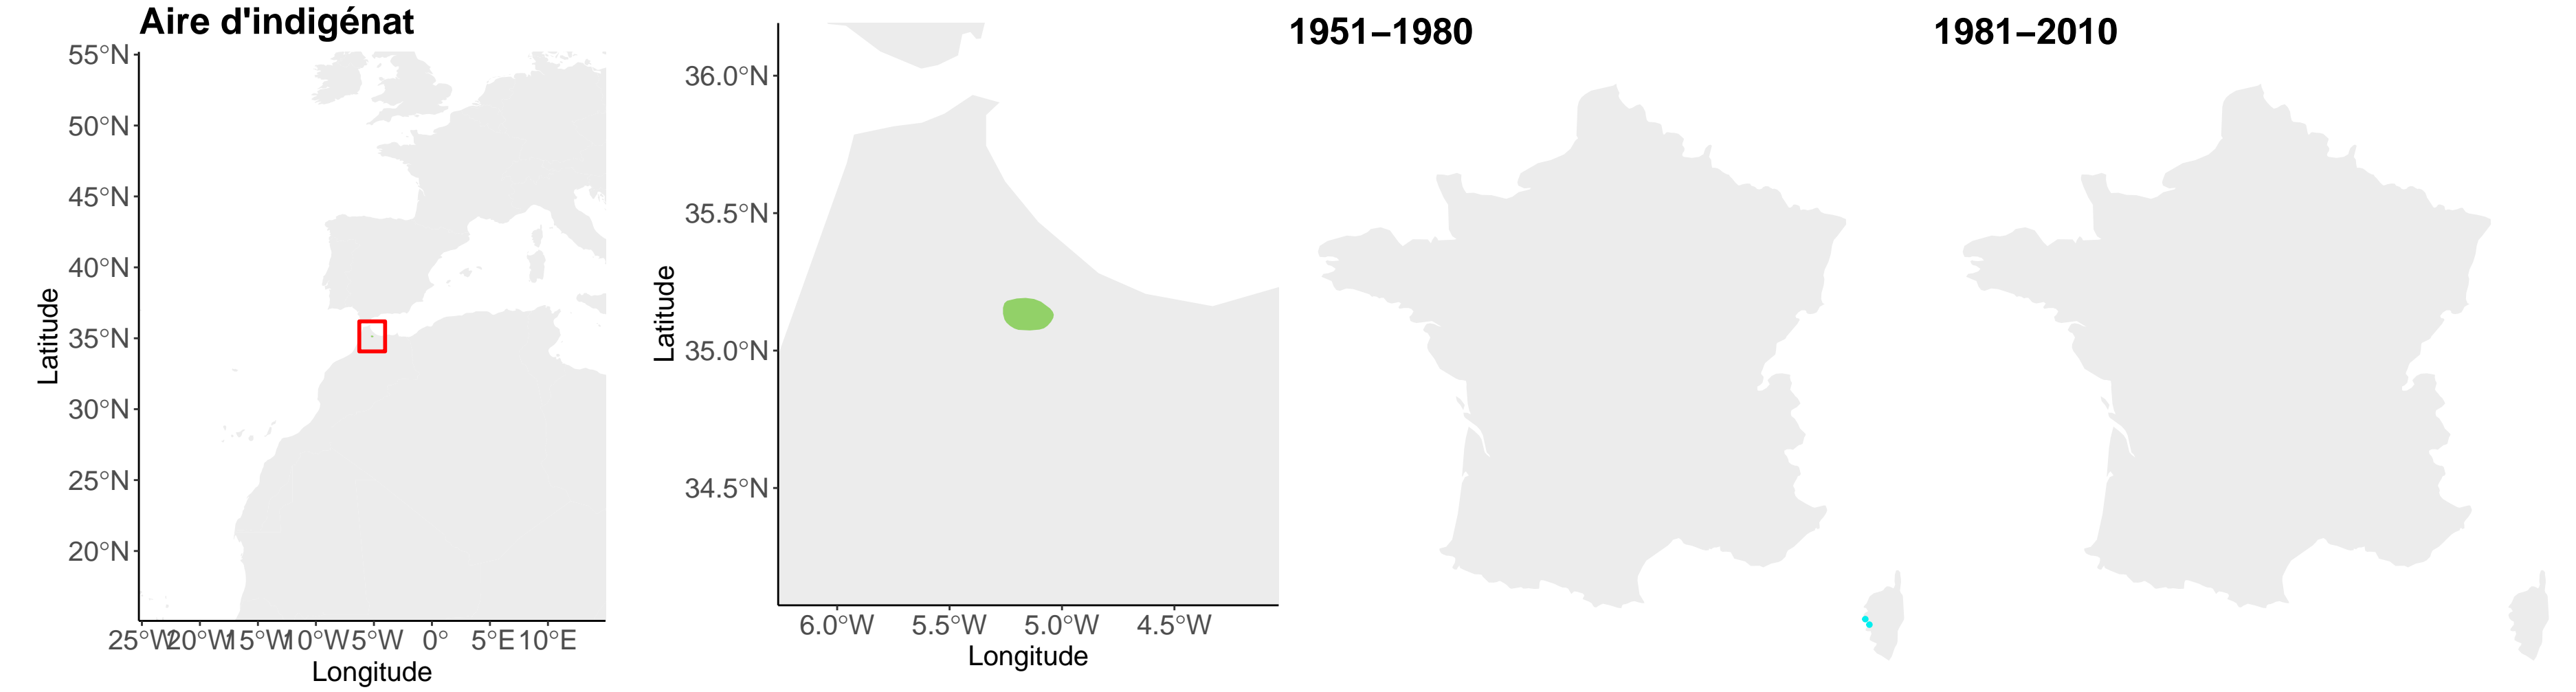 Aire d'indigénat
55°N
50°N
45°N
40°N
35°N
30°N
25°N
20°N
Latitude
25°W 20°W 15°W 10°W 5°W 0° 5°E 10°E
Longitude
36.0°N
35.5°N
35.0°N
34.5°N
Latitude
6.0°W 5.5°W 5.0°W 4.5°W
Longitude
1951–1980
1981–2010